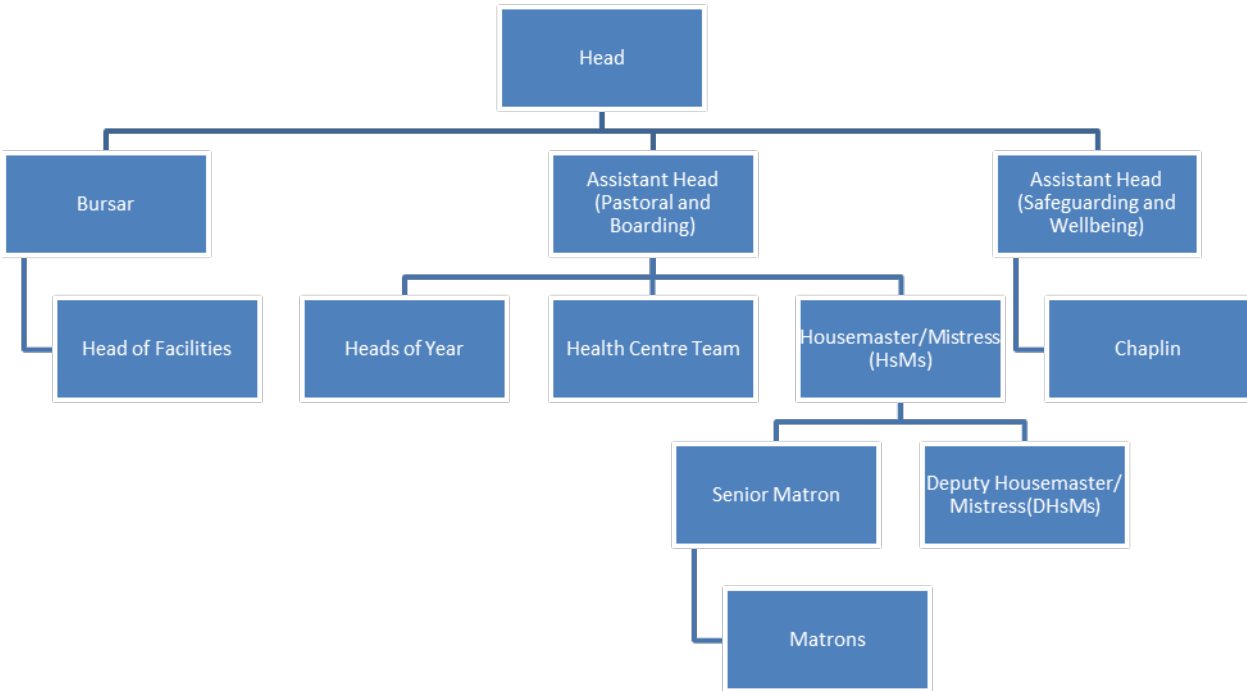 Head
Bursar
Assistant Head
(Pastoral and
Boarding)
Assistant Head
(Safeguarding and
Wellbeing)
Head of Facilities
Heads of Year
Health Centre Team
Housemaster/Mistress
(HsMs)
Chaplin
Senior Matron
Deputy Housemaster/
Mistress(DHsMs)
Matrons